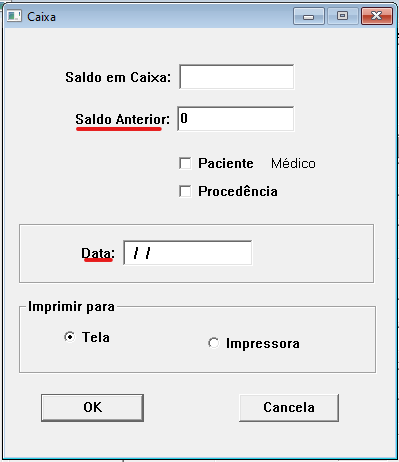 Caixa
Saldo em Caixa:
Saldo Anterior: 0
Paciente Médico
Procedência
Data: / /
Imprimir para
Tela
Impressora
OK Cancela